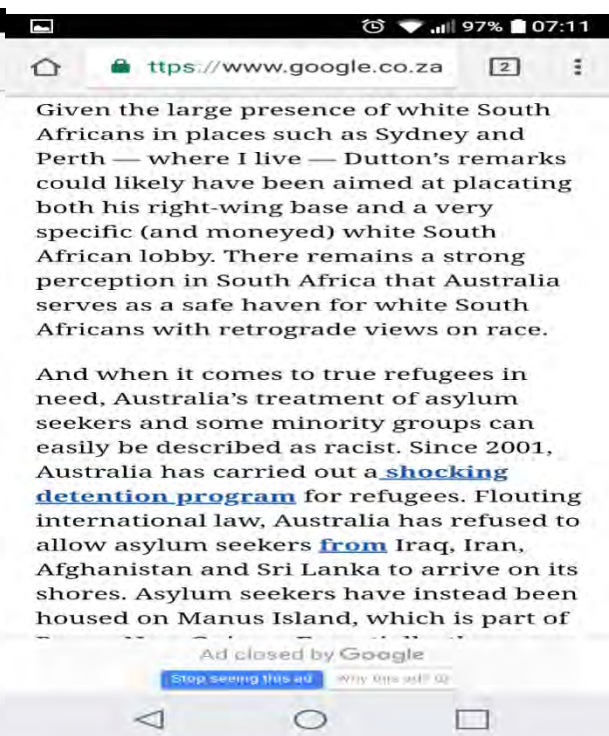 97% 07:11
ttps://www.google.co.za 2
Given the large presence of white South
Africans in places such as Sydney and
Perth — where I live — Dutton's remarks
could likely have been aimed at placating
both his right-wing base and a very
specific (and moneyed) white South
African lobby. There remains a strong
perception in South Africa that Australia
serves as a safe haven for white South
Africans with retrograde views on race.
And when it comes to true refugees in
need, Australia's treatment of asylum
seekers and some minority groups can
easily be described as racist. Since 2001,
Australia has carried out a shocking
detention program for refugees. Flouting
international law, Australia has refused to
allow asylum seekers from Iraq, Iran,
Afghanistan and Sri Lanka to arrive on its
shores. Asylum seekers have instead been
housed on Manus Island, which is part of
Ad closed by Google
Stop seeing this ad Why this ad?